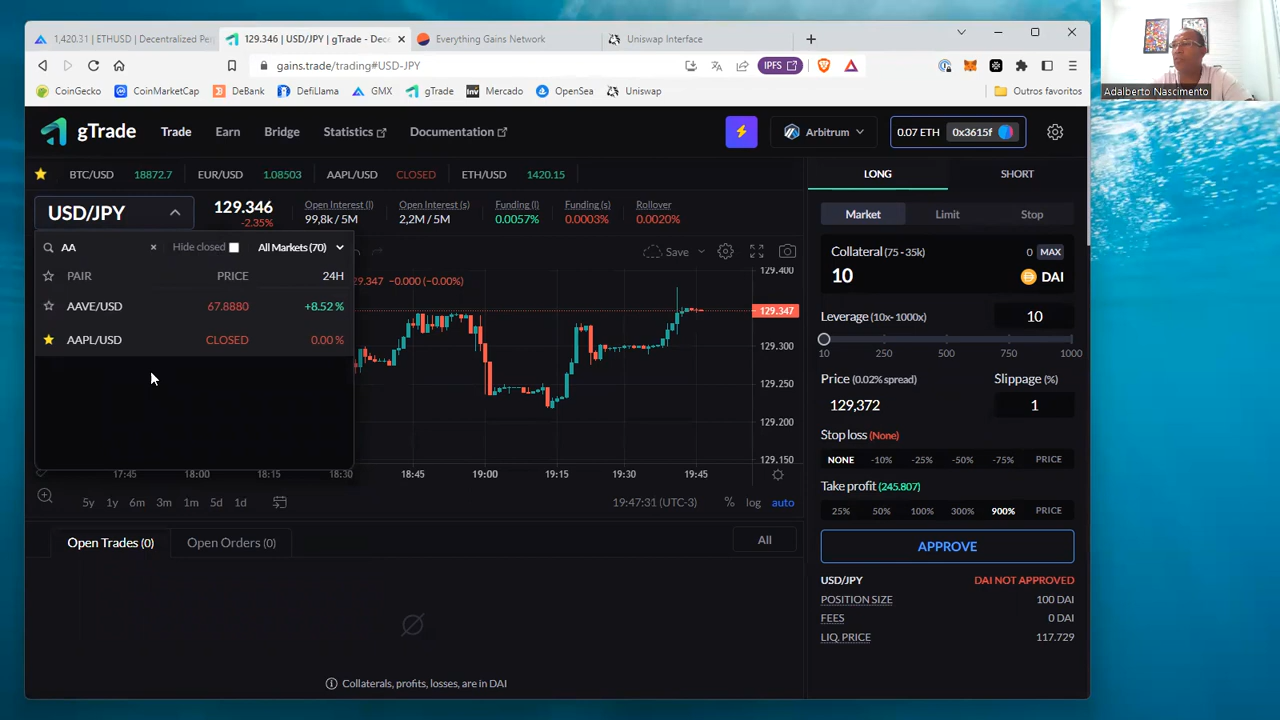 1,420.31 | ETHUSD | Decentralized Per
129.346 | USD/JPY | gTrade - Dece
Everything Gains Network
Uniswap Interface
gains.trade/trading#USD-JPY
IPFS
CoinGecko
CoinMarketCap
DeBank
DefiLlama
GMX
gTrade
Mercado
OpenSea
Uniswap
Outros favoritos
Adalberto Nascimento
gTrade
Trade
Earn
Bridge
Statistics
Documentation
Arbitrum
0.07 ETH
0x3615f
BTC/USD 18872.7
EUR/USD 1.08503
AAPL/USD CLOSED
ETH/USD 1420.15
USD/JPY
129.346
-2.35%
Open Interest (l)
99,8k / 5M
Open Interest (s)
2,2M / 5M
Funding (l)
0.0057%
Funding (s)
0.0003%
Rollover
0.0020%
AA
Hide closed
All Markets (70)
PAIR PRICE 24H
AAVE/USD 67.8880 +8.52 %
AAPL/USD CLOSED 0.00 %
Save
.347 -0.000 (-0.00%)
129.400
129.347
129.300
129.250
129.200
129.150
17:45 18:00 18:15 18:30 18:45 19:00 19:15 19:30 19:45
5y 1y 6m 3m 1m 5d 1d
19:47:31 (UTC-3)
% log auto
Open Trades (0)
Open Orders (0)
All
Collaterals, profits, losses, are in DAI
LONG
SHORT
Market
Limit
Stop
Collateral (75 - 35k)
0 MAX
10
DAI
Leverage (10x- 1000x)
10
10 250 500 750 1000
Price (0.02% spread)
Slippage (%)
129,372
1
Stop loss (None)
NONE -10% -25% -50% -75% PRICE
Take profit (245.807)
25% 50% 100% 300% 900% PRICE
APPROVE
USD/JPY DAI NOT APPROVED
POSITION SIZE 100 DAI
FEES 0 DAI
LIQ. PRICE 117.729